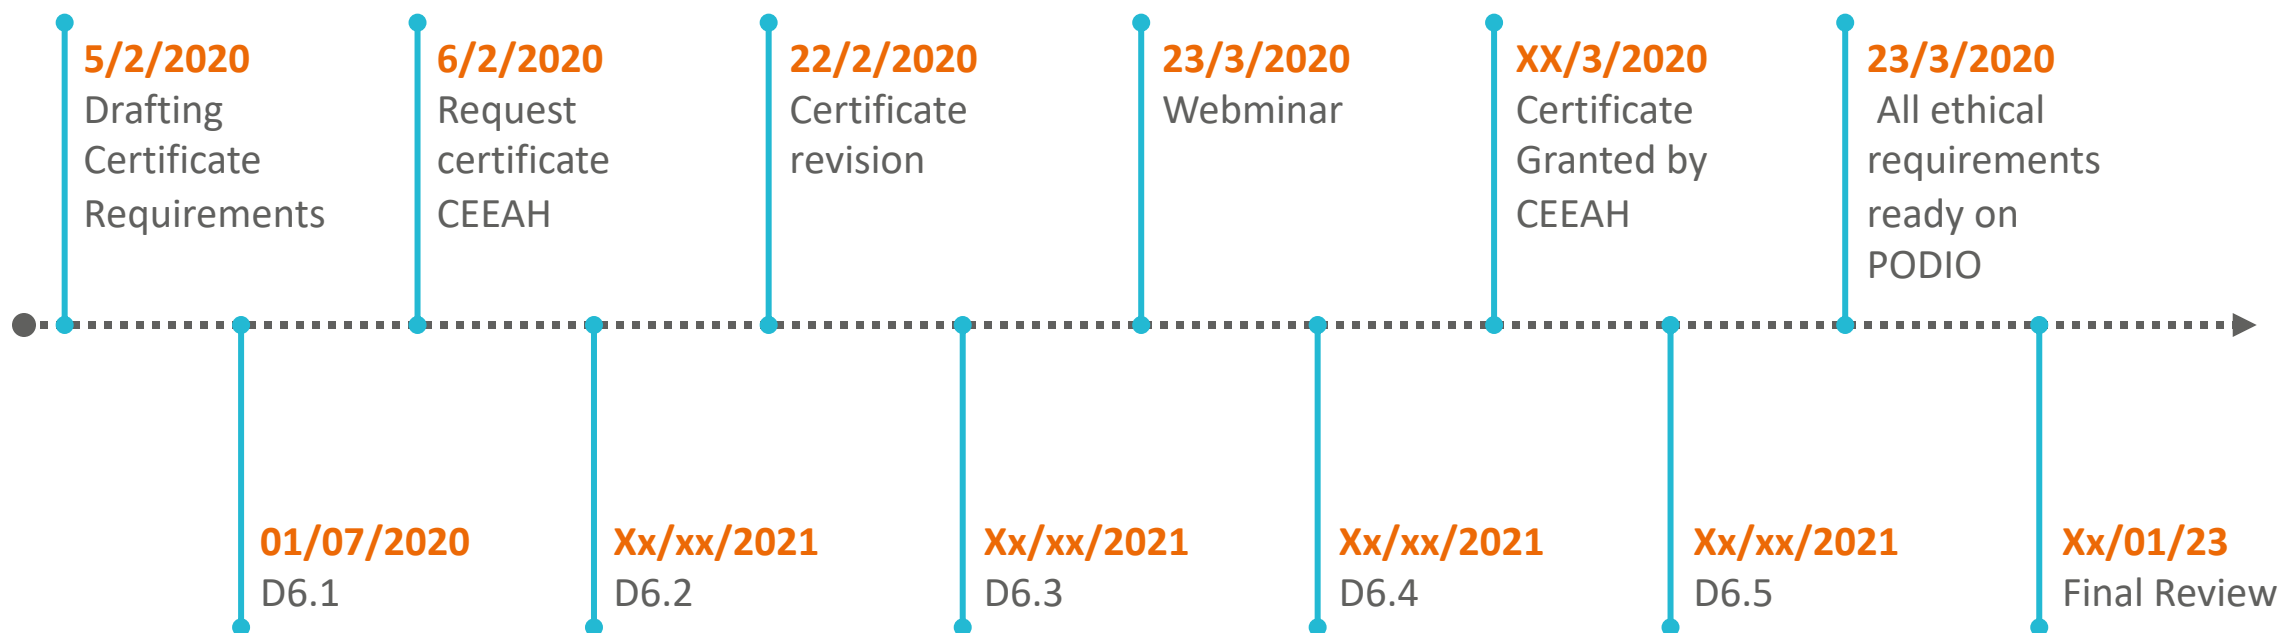 5/2/2020
Drafting
Certificate
Requirements
6/2/2020
Request
certificate
CEEAH
22/2/2020
Certificate
revision
23/3/2020
Webminar
XX/3/2020
Certificate
Granted by
CEEAH
23/3/2020
All ethical
requirements
ready on
PODIO
01/07/2020
D6.1
Xx/xx/2021
D6.2
Xx/xx/2021
D6.3
Xx/xx/2021
D6.4
Xx/xx/2021
D6.5
Xx/01/23
Final Review